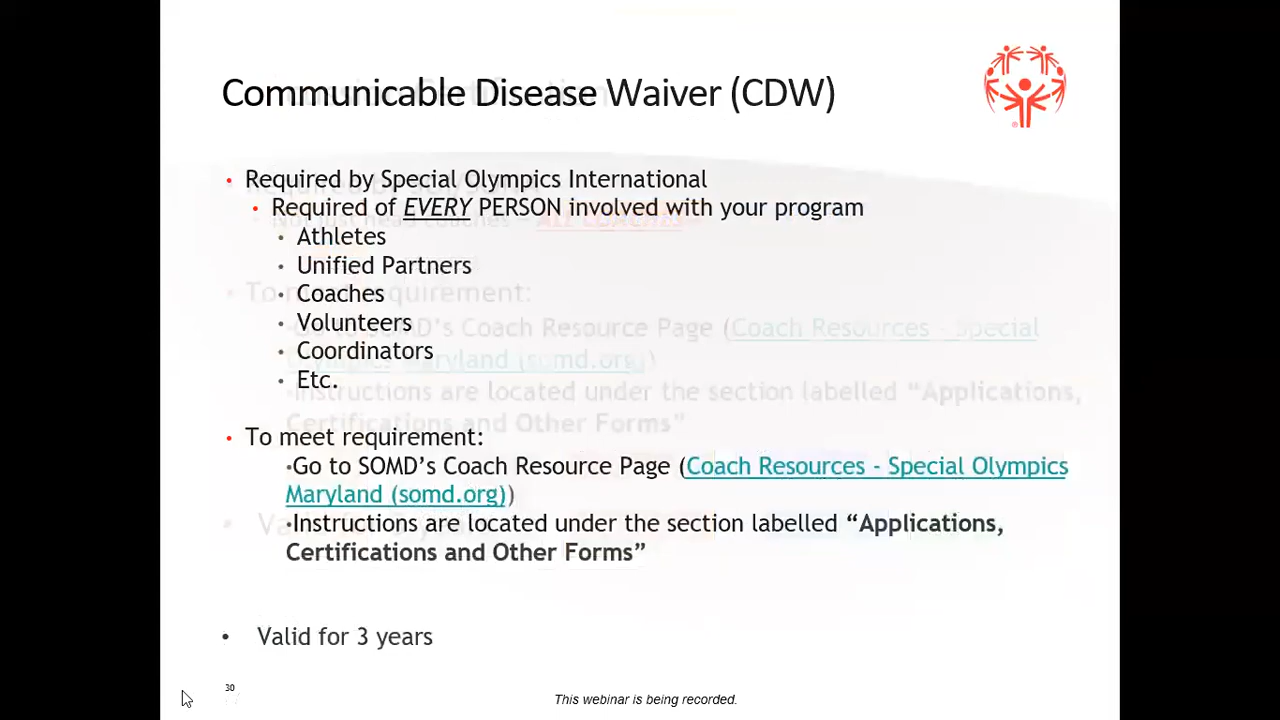 Communicable Disease Waiver (CDW)
®
• Required by Special Olympics International
• Required of EVERY PERSON involved with your program
• Athletes
• Unified Partners
• Coaches
• Volunteers
• Coordinators
• Etc.
• To meet requirement:
•Go to SOMD’s Coach Resource Page (Coach Resources - Special Olympics
Maryland (somd.org))
•Instructions are located under the section labelled “Applications,
Certifications and Other Forms”
• Valid for 3 years
30
This webinar is being recorded.